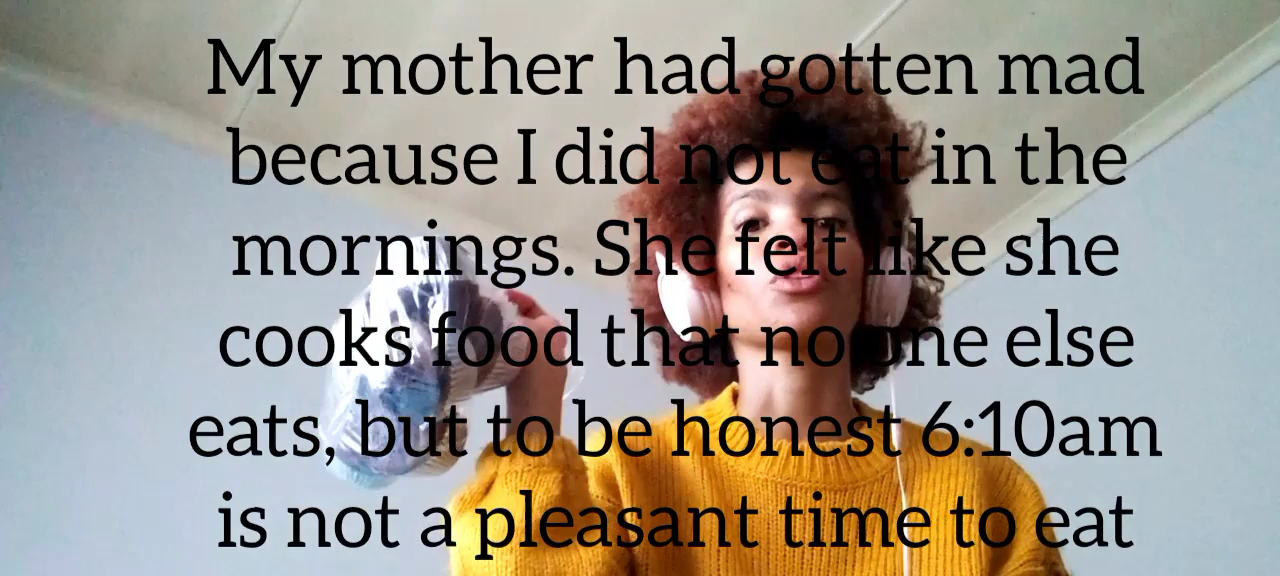 My mother had gotten mad
because I did not eat in the
mornings. She felt like she
cooks food that no one else
eats, but to be honest 6:10am
is not a pleasant time to eat